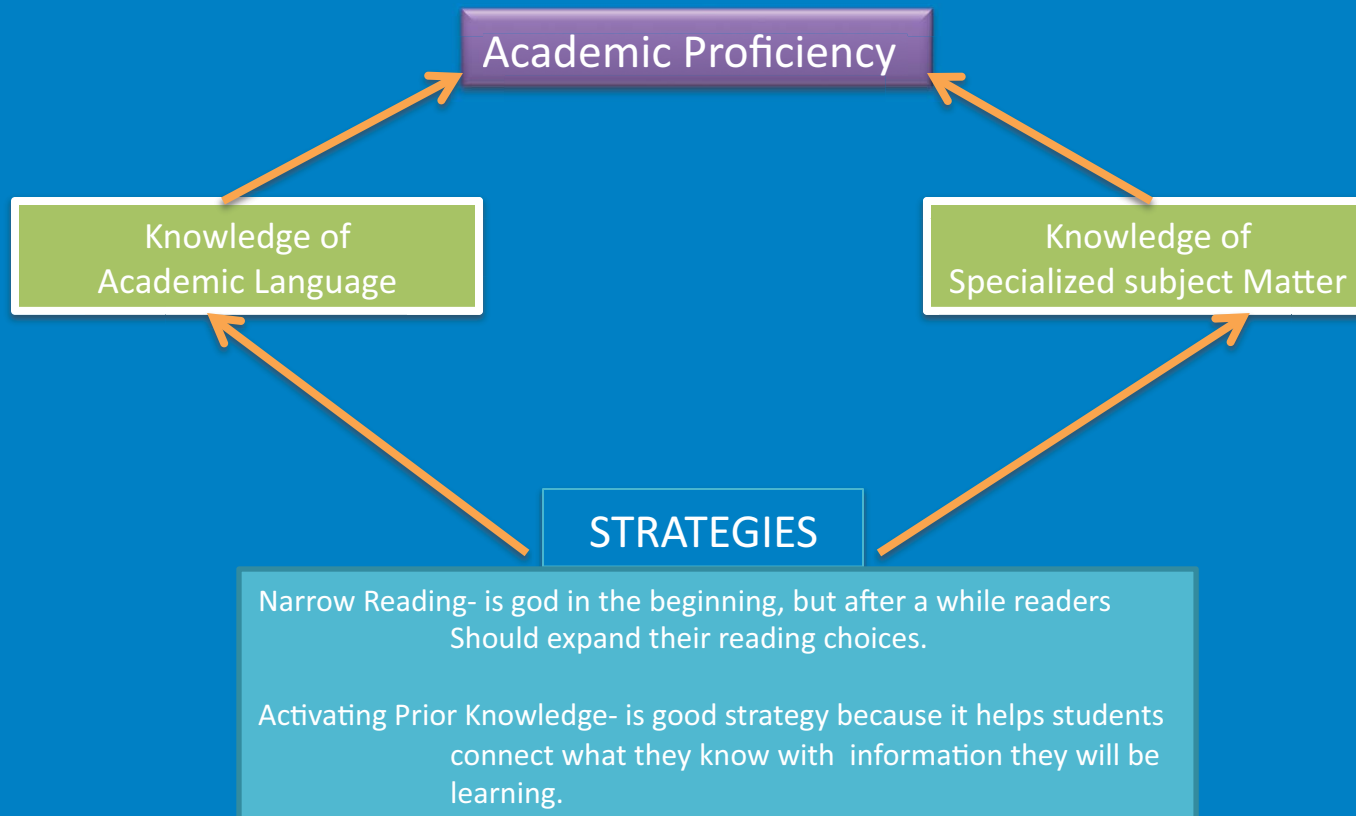 Academic Proficiency
Knowledge of
Academic Language
Knowledge of
Specialized subject Matter
STRATEGIES
Narrow Reading- is god in the beginning, but after a while readers
Should expand their reading choices.
Activating Prior Knowledge- is good strategy because it helps students
connect what they know with  information they will be
learning.